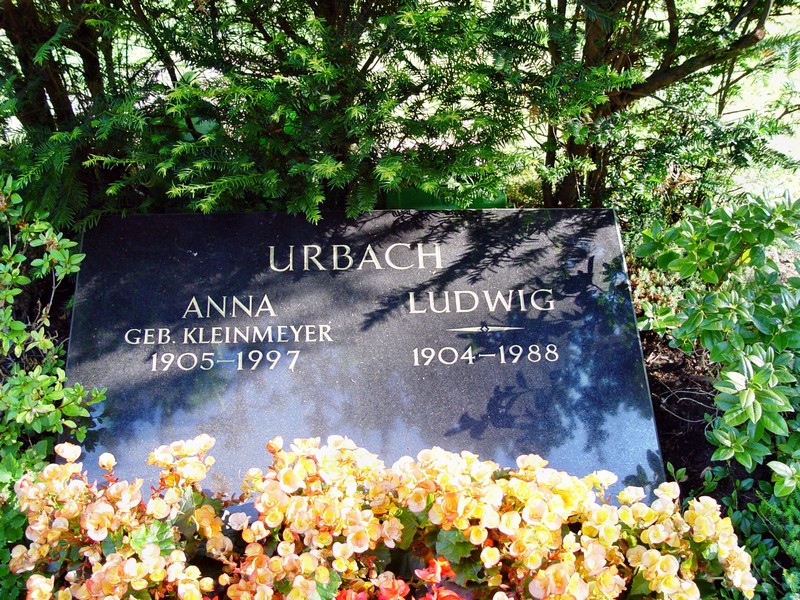 URBACH
ANNA
GEB. KLEINMEYER
1905–1997
LUDWIG
1904–1988